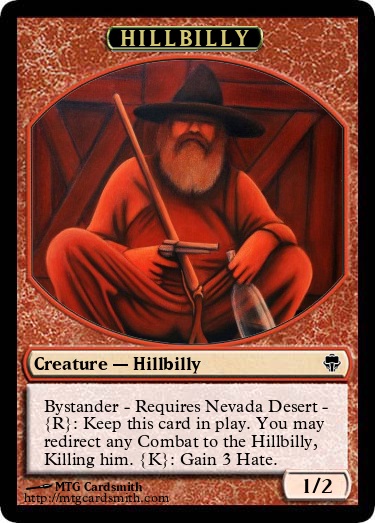 HILLBILLY
Creature — Hillbilly
Bystander - Requires Nevada Desert -
{R}: Keep this card in play. You may
redirect any Combat to the Hillbilly,
Killing him. {K}: Gain 3 Hate.
1/2
MTG Cardsmith
http://mtgcardsmith.com